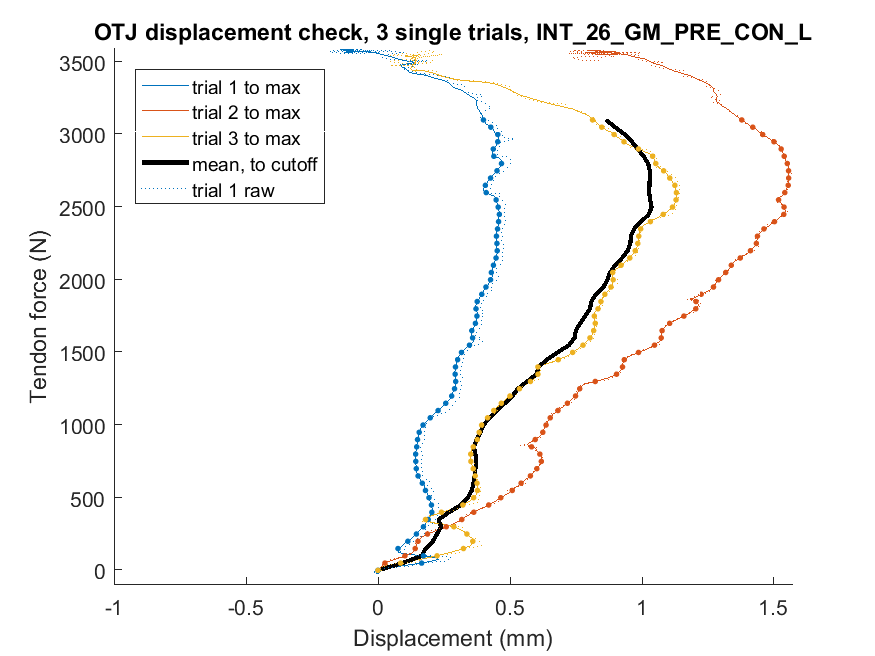 OTJ displacement check, 3 single trials, INT_26_GM_PRE_CON_L
3500
3000
2500
2000
1500
1000
500
0
Tendon force (N)
trial 1 to max
trial 2 to max
trial 3 to max
mean, to cutoff
trial 1 raw
-1
-0.5
0
0.5
1
1.5
Displacement (mm)